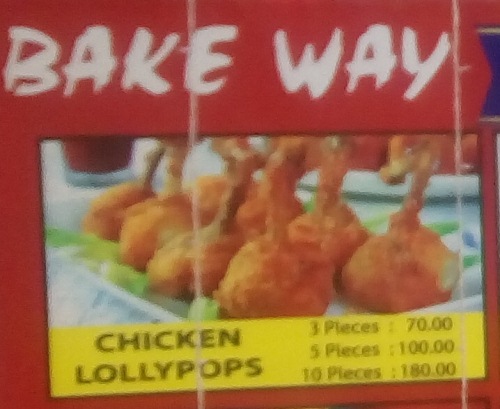 BAKE WAY
CHICKEN
LOLLYPOPS
3 Pieces : 70.00
5 Pieces : 100.00
10 Pieces : 180.00